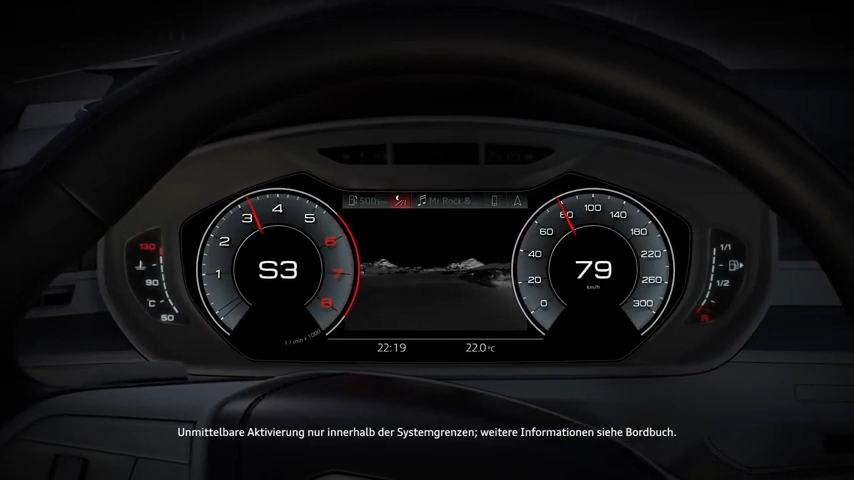 500 km Mr Rock &
1 2 3 4 5 6 7 8
S3
1 / min x 1000
0 20 40 60 80 100 140 180 220 260 300
79
km/h
130
90
°C
50
1/1
1/2
R
22:19 22.0°C
Unmittelbare Aktivierung nur innerhalb der Systemgrenzen; weitere Informationen siehe Bordbuch.